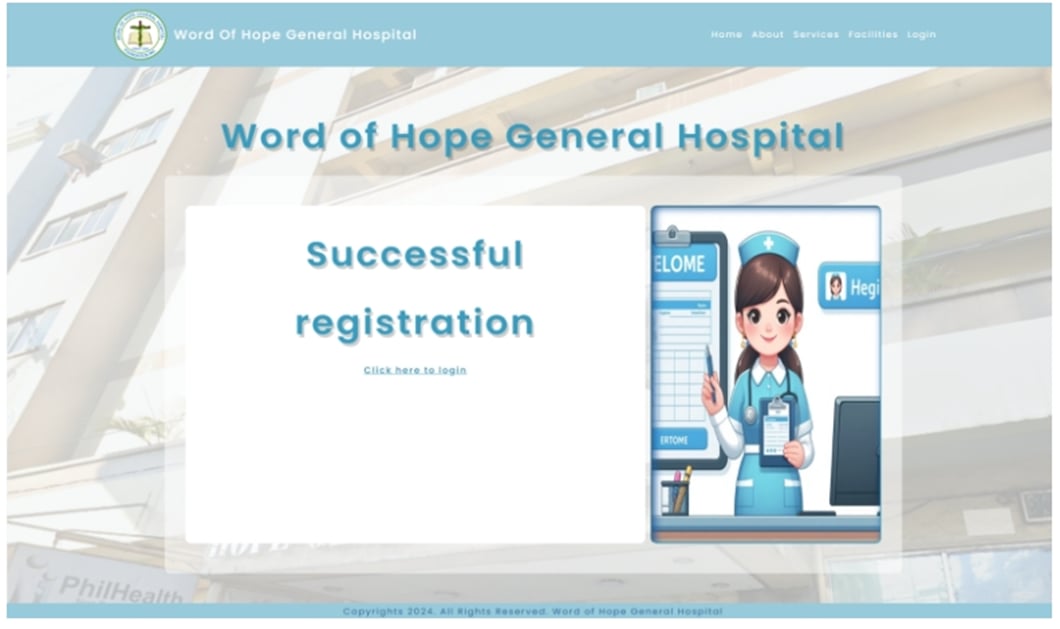 Word Of Hope General Hospital
Home About Services Facilities Login
Word of Hope General Hospital
Successful
registration
Click here to login
ELOME
Hegi
ERTOME
PhilHealth
Copyrights 2024. All Rights Reserved. Word of Hope General Hospital